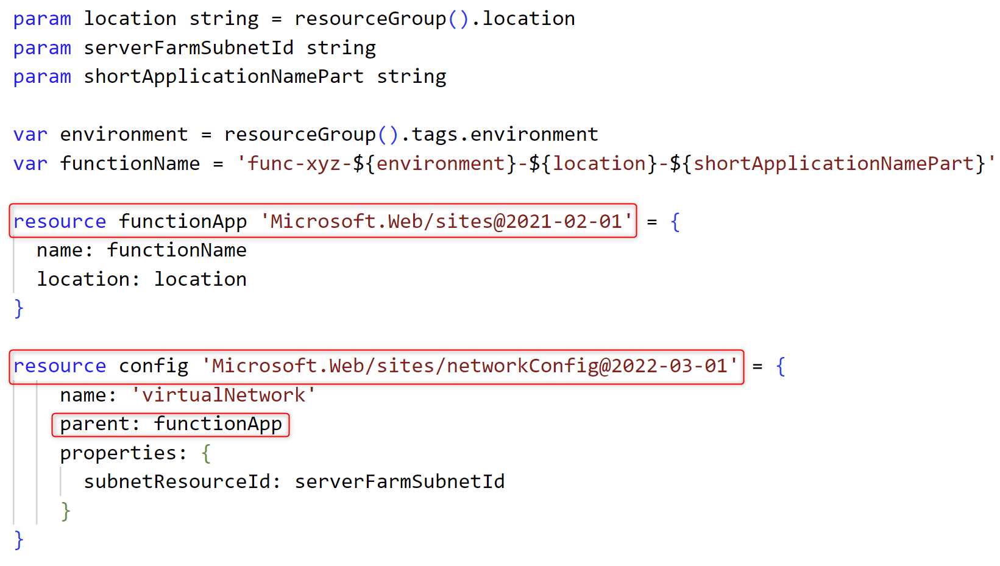 param location string = resourceGroup().location
param serverFarmSubnetId string
param shortApplicationNamePart string
var environment = resourceGroup().tags.environment
var functionName = 'func-xyz-${environment}-${location}-${shortApplicationNamePart}'
resource functionApp 'Microsoft.Web/sites@2021-02-01' = {
name: functionName
location: location
}
resource config 'Microsoft.Web/sites/networkConfig@2022-03-01' = {
name: 'virtualNetwork'
parent: functionApp
properties: {
subnetResourceId: serverFarmSubnetId
}
}